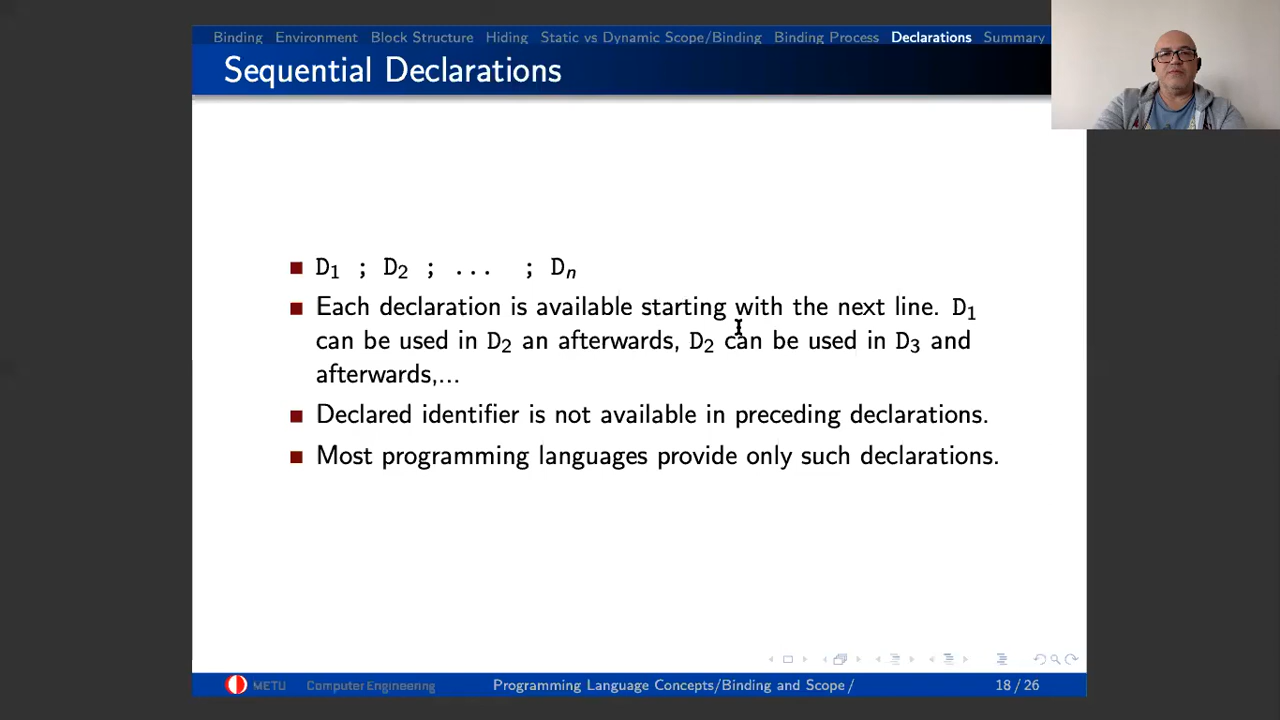 Binding Environment Block Structure Hiding Static vs Dynamic Scope/Binding Binding Process Declarations Summary
Sequential Declarations
D1 ; D2 ; ... ; Dn
Each declaration is available starting with the next line. D1
can be used in D2 an afterwards, D2 can be used in D3 and
afterwards,...
Declared identifier is not available in preceding declarations.
Most programming languages provide only such declarations.
METU Computer Engineering Programming Language Concepts/Binding and Scope / 18 / 26